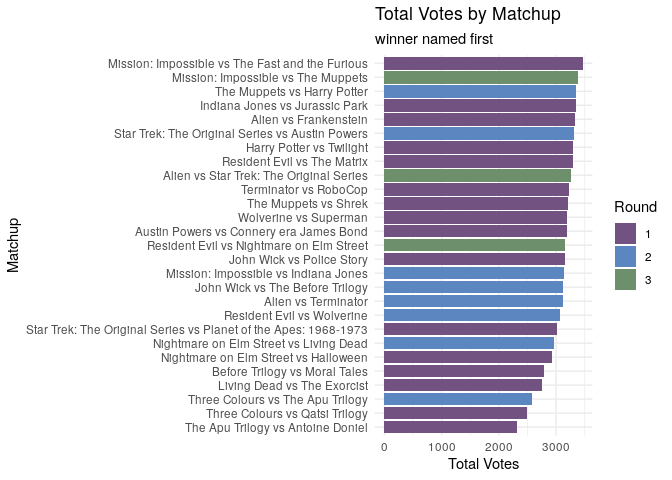 Total Votes by Matchup
winner named first
Mission: Impossible vs The Fast and the Furious
Mission: Impossible vs The Muppets
The Muppets vs Harry Potter
Indiana Jones vs Jurassic Park
Alien vs Frankenstein
Star Trek: The Original Series vs Austin Powers
Harry Potter vs Twilight
Resident Evil vs The Matrix
Alien vs Star Trek: The Original Series
Terminator vs RoboCop
The Muppets vs Shrek
Wolverine vs Superman
Austin Powers vs Connery era James Bond
Resident Evil vs Nightmare on Elm Street
John Wick vs Police Story
Mission: Impossible vs Indiana Jones
John Wick vs The Before Trilogy
Alien vs Terminator
Resident Evil vs Wolverine
Star Trek: The Original Series vs Planet of the Apes: 1968-1973
Nightmare on Elm Street vs Living Dead
Nightmare on Elm Street vs Halloween
Before Trilogy vs Moral Tales
Living Dead vs The Exorcist
Three Colours vs The Apu Trilogy
Three Colours vs Qatsi Trilogy
The Apu Trilogy vs Antoine Doniel
Matchup
0 1000 2000 3000
Total Votes
Round
1
2
3